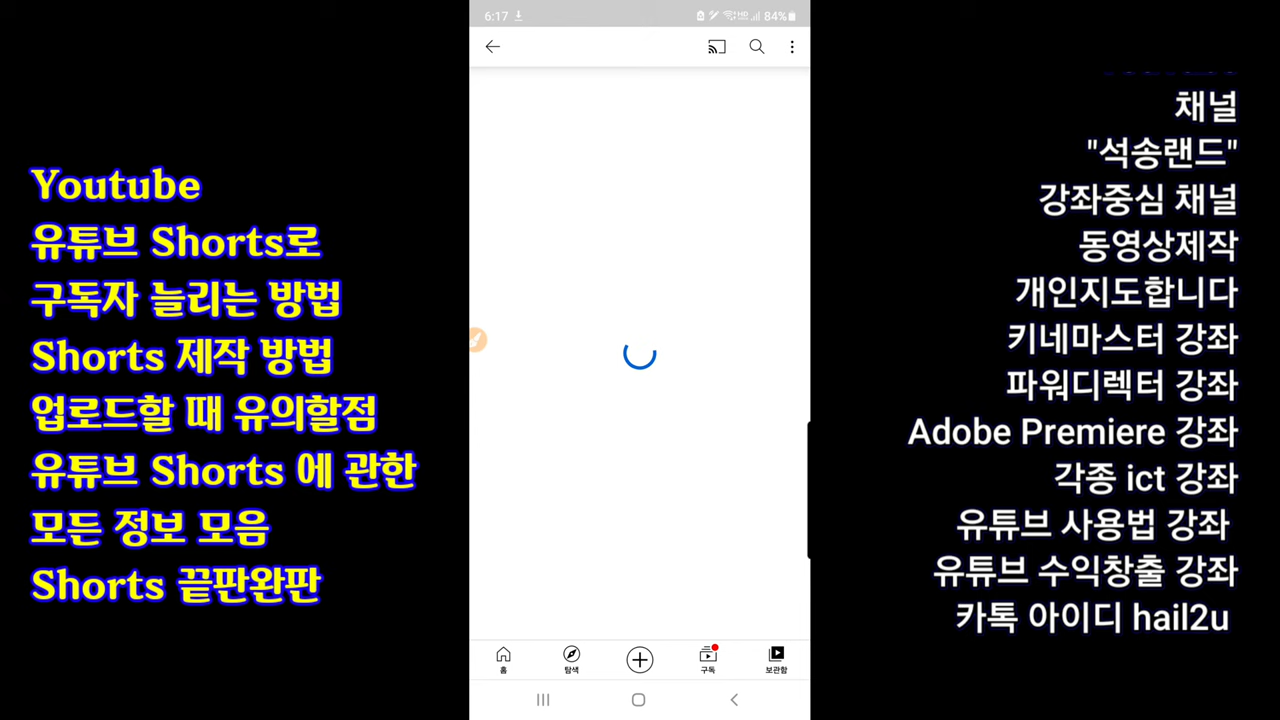 6:17
84%
Youtube
유튜브 Shorts로
구독자 늘리는 방법
Shorts 제작 방법
업로드할 때 유의할점
유튜브 Shorts 에 관한
모든 정보 모음
Shorts 끝판완판
채널
"석송랜드"
강좌중심 채널
동영상제작
개인지도합니다
키네마스터 강좌
파워디렉터 강좌
Adobe Premiere 강좌
각종 ict 강좌
유튜브 사용법 강좌
유튜브 수익창출 강좌
카톡 아이디 hail2u
홈
탐색
구독
보관함